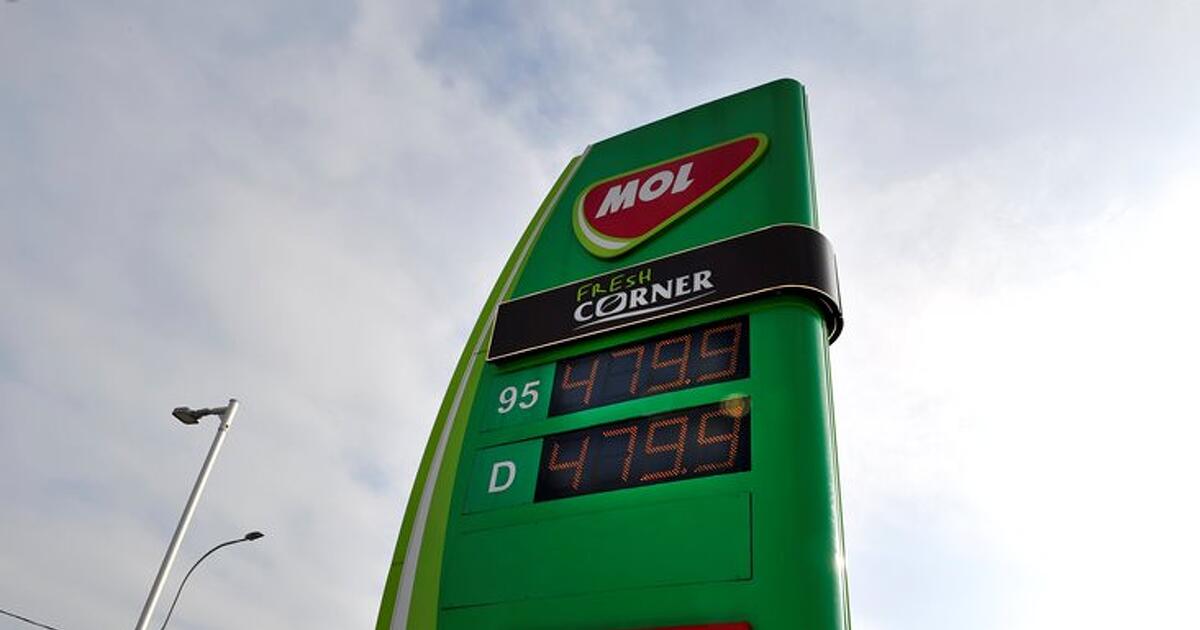 MOL
FRESH
CORNER
95 479.9
D 479.9